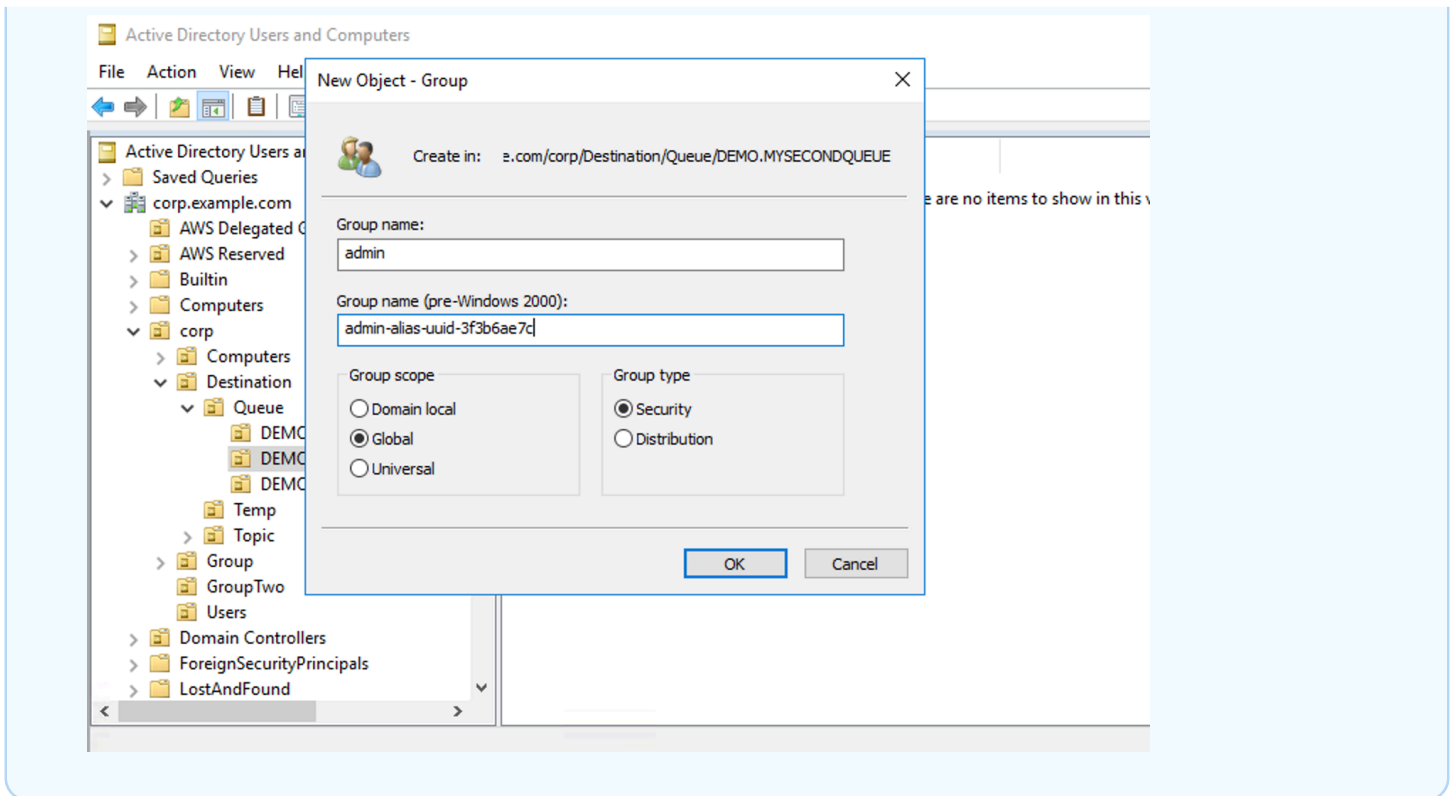 Active Directory Users and Computers
File Action View Hel
New Object - Group
Create in: e.com/corp/Destination/Queue/DEMO.MYSECONDQUEUE
Group name:
admin
Group name (pre-Windows 2000):
admin-alias-uuid-3f3b6ae7c
Group scope
Domain local
Global
Universal
Group type
Security
Distribution
OK Cancel
Active Directory Users a
Saved Queries
corp.example.com
AWS Delegated G
AWS Reserved
Builtin
Computers
corp
Computers
Destination
Queue
DEMO
DEMO
DEMO
Temp
Topic
Group
GroupTwo
Users
Domain Controllers
ForeignSecurityPrincipals
LostAndFound
e are no items to show in this v